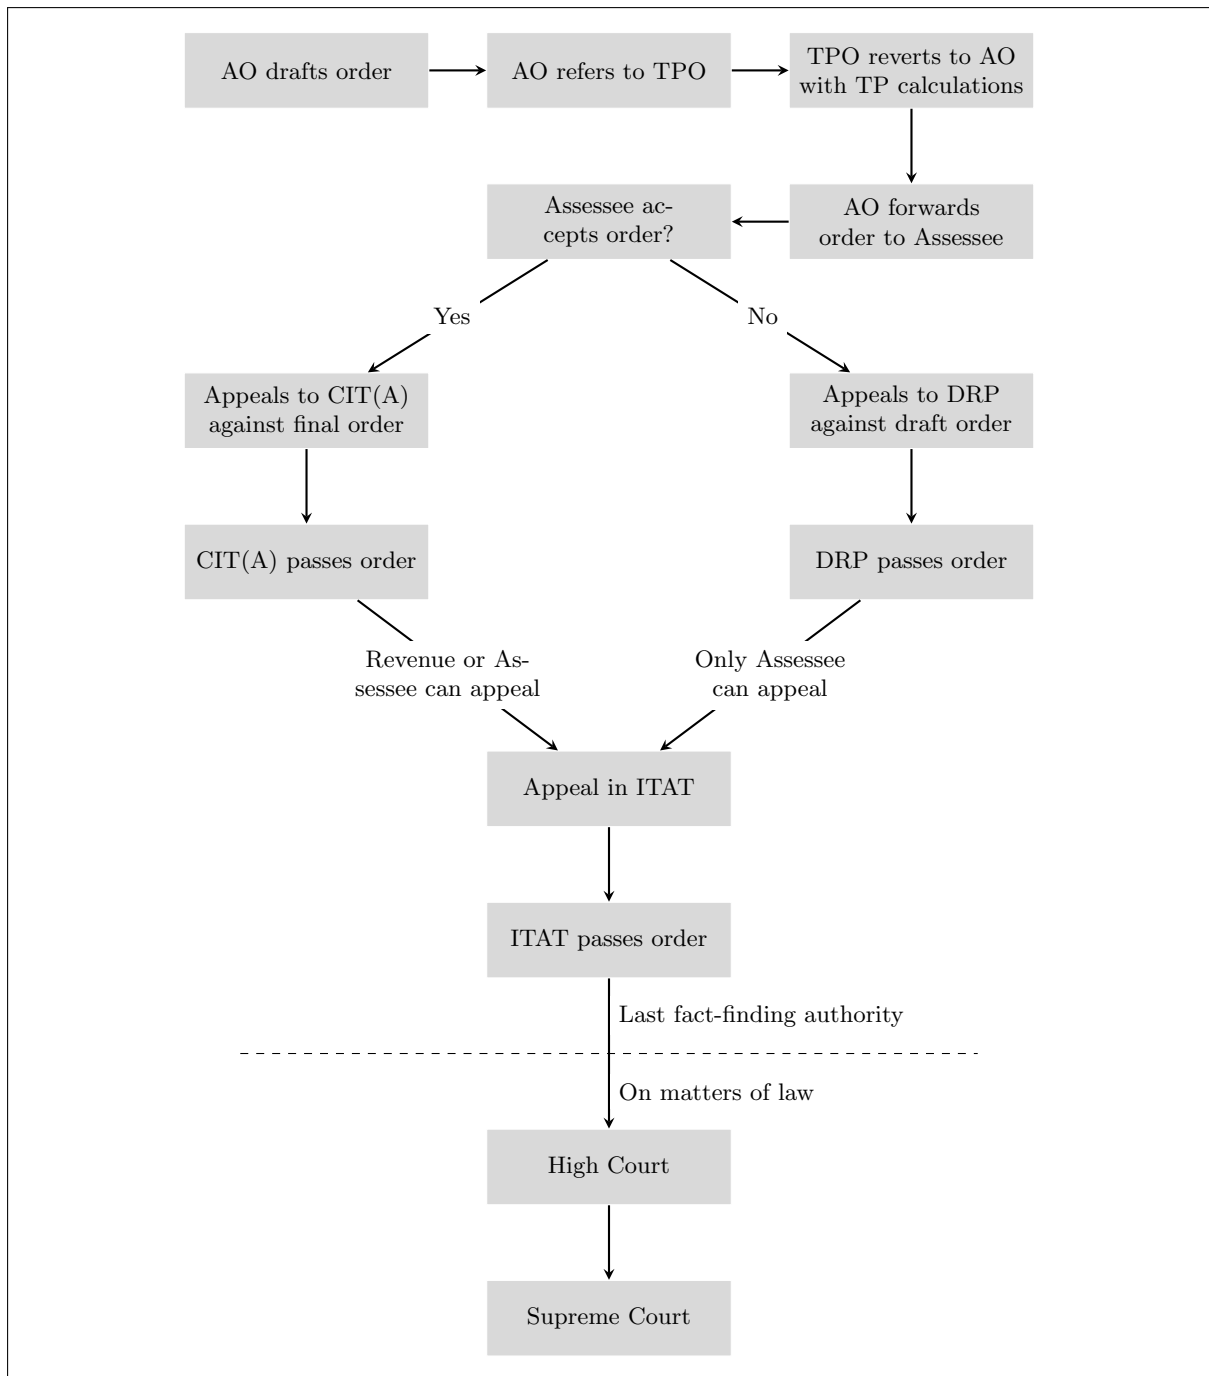 AO drafts order
AO refers to TPO
TPO reverts to AO
with TP calculations
Assessee ac-
cepts order?
AO forwards
order to Assessee
Yes
No
Appeals to CIT(A)
against final order
Appeals to DRP
against draft order
CIT(A) passes order
DRP passes order
Revenue or As-
sessee can appeal
Only Assessee
can appeal
Appeal in ITAT
ITAT passes order
Last fact-finding authority
On matters of law
High Court
Supreme Court